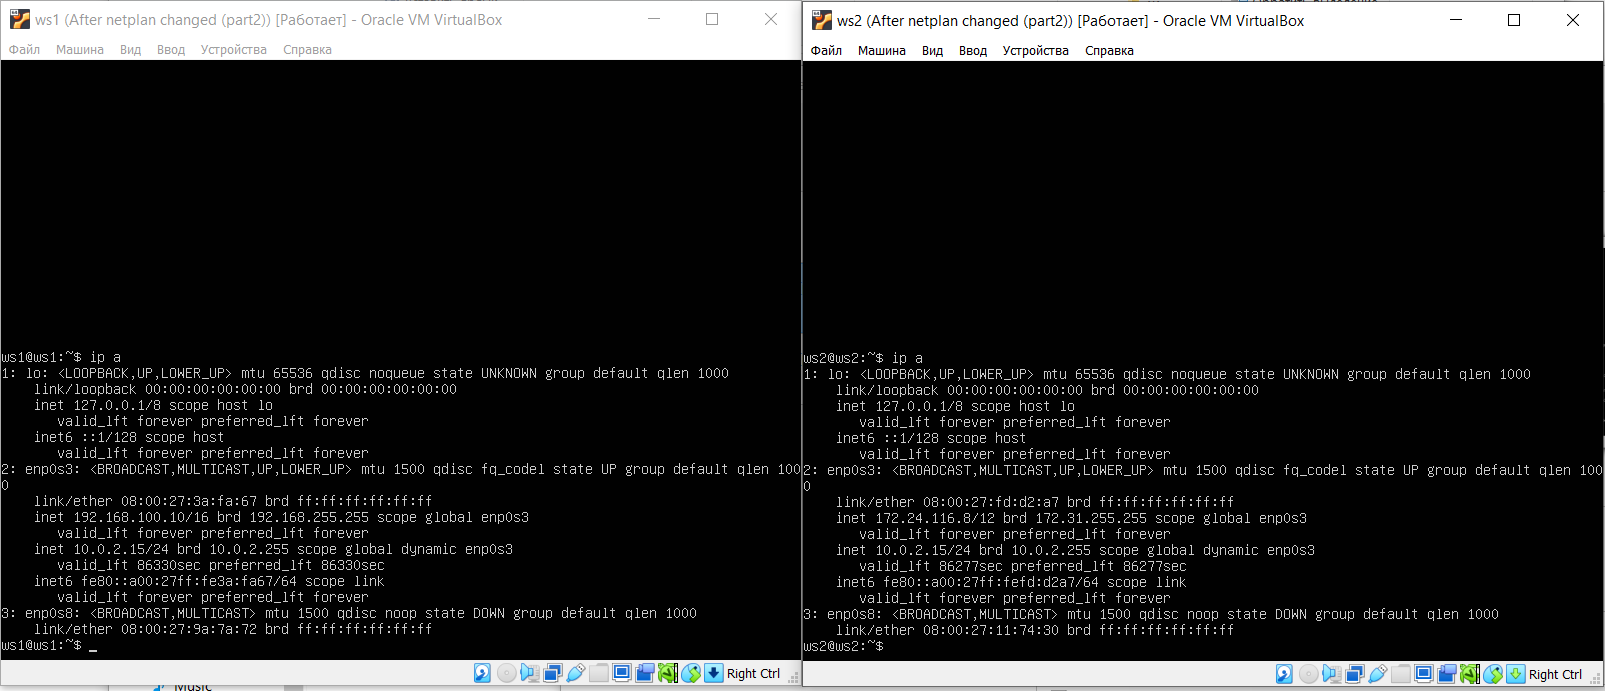 ws1 (After netplan changed (part2)) [Работает] - Oracle VM VirtualBox
Файл Машина Вид Ввод Устройства Справка
ws1@ws1:~$ ip a
1: lo: <LOOPBACK,UP,LOWER_UP> mtu 65536 qdisc noqueue state UNKNOWN group default qlen 1000
link/loopback 00:00:00:00:00:00 brd 00:00:00:00:00:00
inet 127.0.0.1/8 scope host lo
valid_lft forever preferred_lft forever
inet6 ::1/128 scope host
valid_lft forever preferred_lft forever
2: enp0s3: <BROADCAST,MULTICAST,UP,LOWER_UP> mtu 1500 qdisc fq_codel state UP group default qlen 100
0
link/ether 08:00:27:3a:fa:67 brd ff:ff:ff:ff:ff:ff
inet 192.168.100.10/16 brd 192.168.255.255 scope global enp0s3
valid_lft forever preferred_lft forever
inet 10.0.2.15/24 brd 10.0.2.255 scope global dynamic enp0s3
valid_lft 86330sec preferred_lft 86330sec
inet6 fe80::a00:27ff:fe3a:fa67/64 scope link
valid_lft forever preferred_lft forever
3: enp0s8: <BROADCAST,MULTICAST> mtu 1500 qdisc noop state DOWN group default qlen 1000
link/ether 08:00:27:9a:7a:72 brd ff:ff:ff:ff:ff:ff
ws1@ws1:~$ _
Right Ctrl
Music
ws2 (After netplan changed (part2)) [Работает] - Oracle VM VirtualBox
Файл Машина Вид Ввод Устройства Справка
ws2@ws2:~$ ip a
1: lo: <LOOPBACK,UP,LOWER_UP> mtu 65536 qdisc noqueue state UNKNOWN group default qlen 1000
link/loopback 00:00:00:00:00:00 brd 00:00:00:00:00:00
inet 127.0.0.1/8 scope host lo
valid_lft forever preferred_lft forever
inet6 ::1/128 scope host
valid_lft forever preferred_lft forever
2: enp0s3: <BROADCAST,MULTICAST,UP,LOWER_UP> mtu 1500 qdisc fq_codel state UP group default qlen 100
0
link/ether 08:00:27:fd:d2:a7 brd ff:ff:ff:ff:ff:ff
inet 172.24.116.8/12 brd 172.31.255.255 scope global enp0s3
valid_lft forever preferred_lft forever
inet 10.0.2.15/24 brd 10.0.2.255 scope global dynamic enp0s3
valid_lft 86277sec preferred_lft 86277sec
inet6 fe80::a00:27ff:fefd:d2a7/64 scope link
valid_lft forever preferred_lft forever
3: enp0s8: <BROADCAST,MULTICAST> mtu 1500 qdisc noop state DOWN group default qlen 1000
link/ether 08:00:27:11:74:30 brd ff:ff:ff:ff:ff:ff
ws2@ws2:~$
Right Ctrl